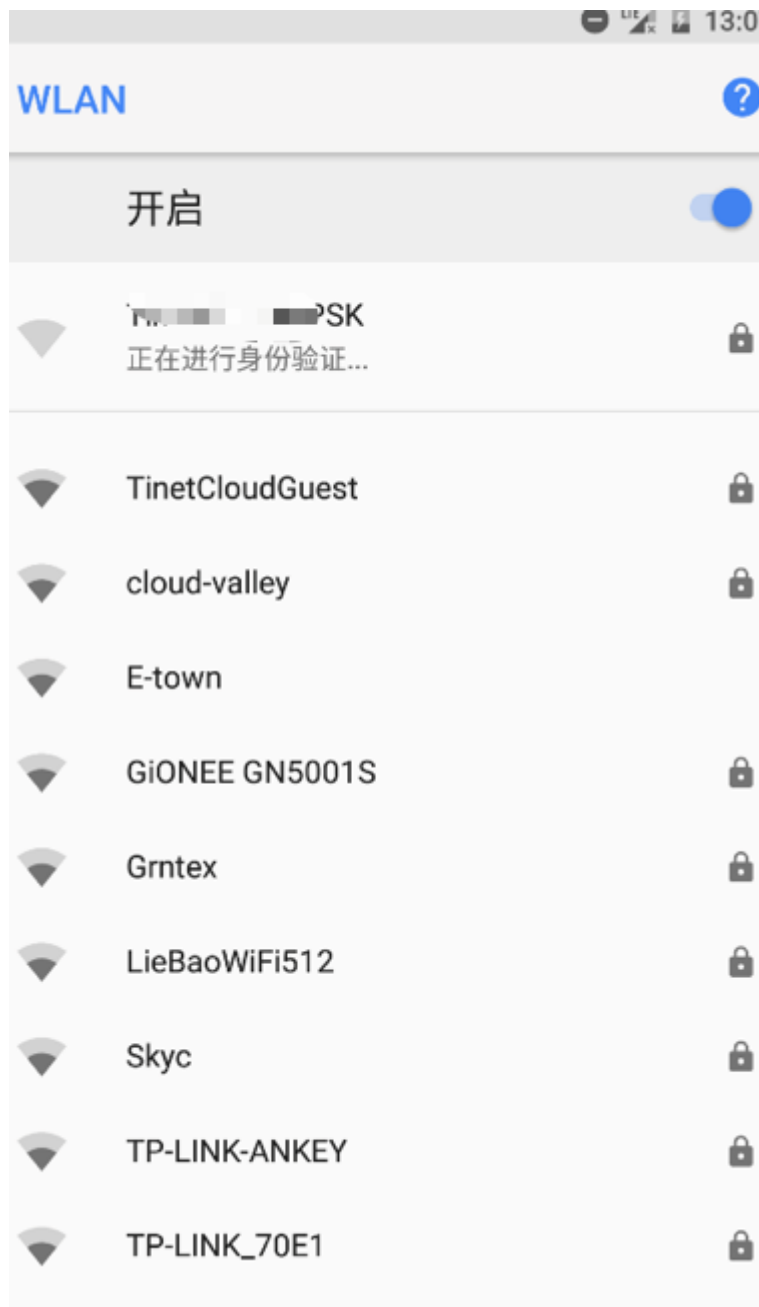 LTE 13:0
WLAN
?
开启
PSK
正在进行身份验证...
TinetCloudGuest
cloud-valley
E-town
GiONEE GN5001S
Grntex
LieBaoWiFi512
Skyc
TP-LINK-ANKEY
TP-LINK_70E1